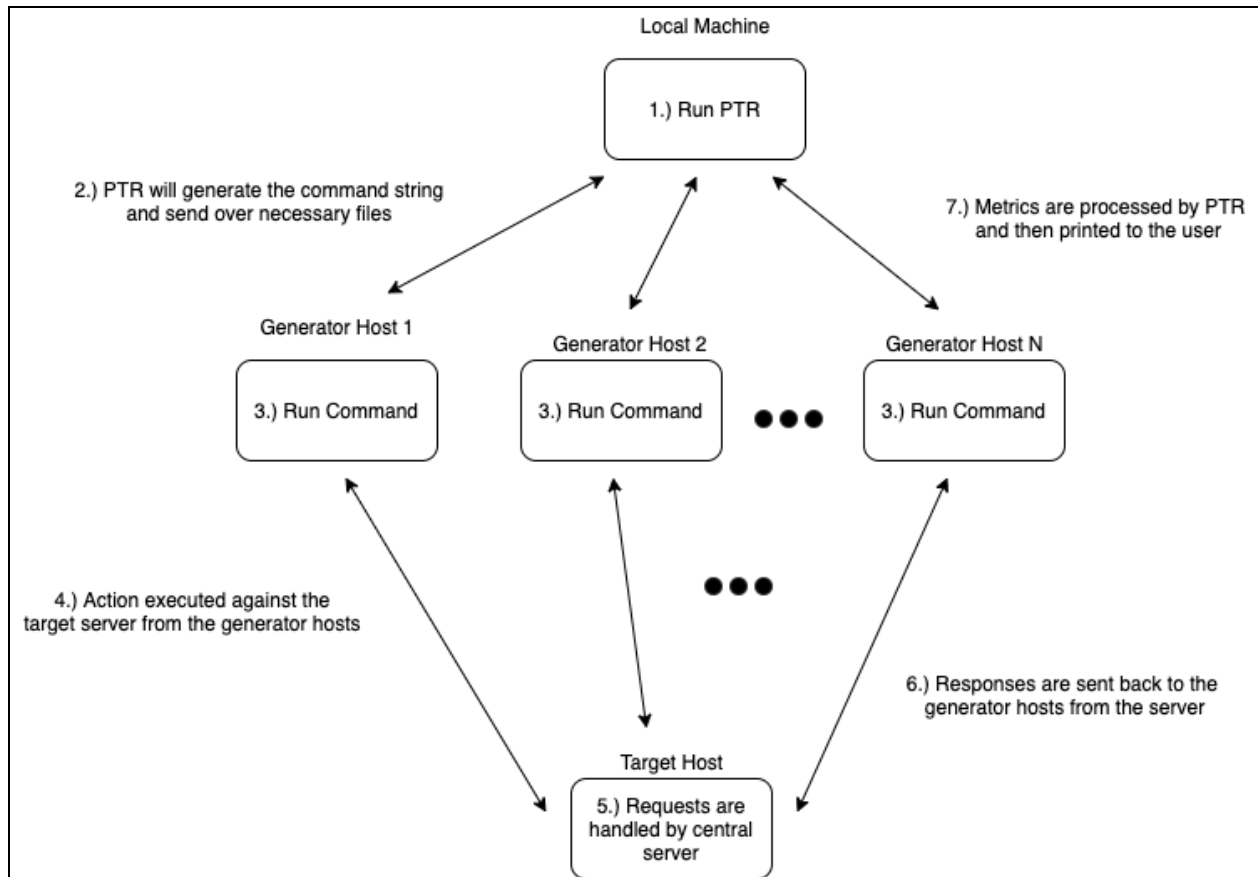 Local Machine
1.) Run PTR
2.) PTR will generate the command string
and send over necessary files
7.) Metrics are processed by PTR
and then printed to the user
Generator Host 1
Generator Host 2
Generator Host N
3.) Run Command
3.) Run Command
3.) Run Command
4.) Action executed against the
target server from the generator hosts
6.) Responses are sent back to the
generator hosts from the server
Target Host
5.) Requests are
handled by central
server